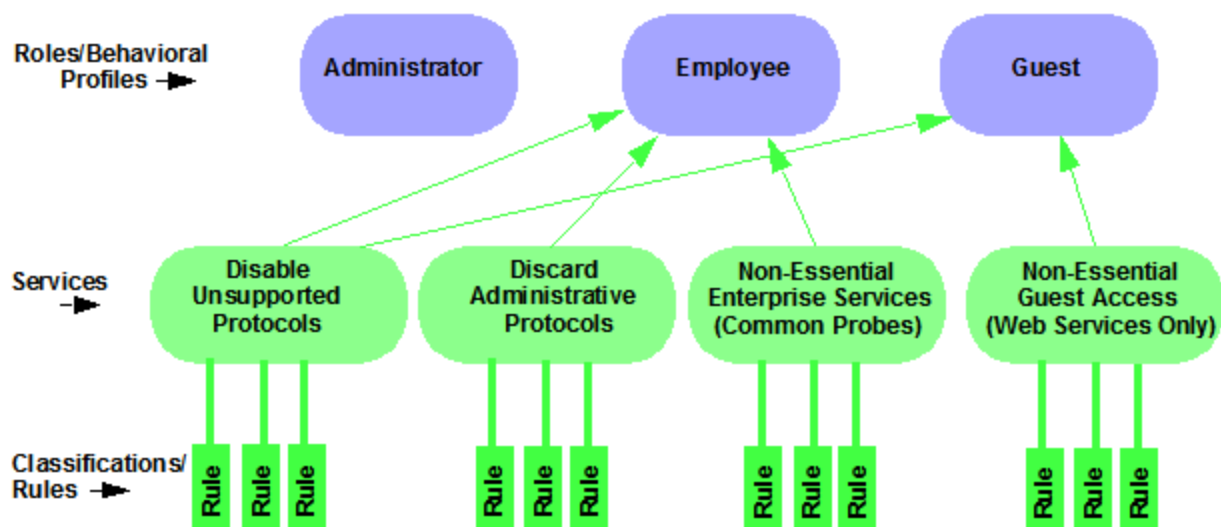 Roles/Behavioral
Profiles
Administrator
Employee
Guest
Services
Disable
Unsupported
Protocols
Discard
Administrative
Protocols
Non-Essential
Enterprise Services
(Common Probes)
Non-Essential
Guest Access
(Web Services Only)
Classifications/
Rules
Rule
Rule
Rule
Rule
Rule
Rule
Rule
Rule
Rule
Rule
Rule
Rule